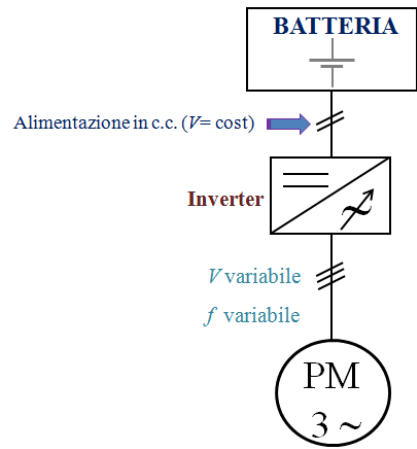 BATTERIA
Alimentazione in c.c. (V= cost)
Inverter
V variabile
f variabile
PM
3 ~